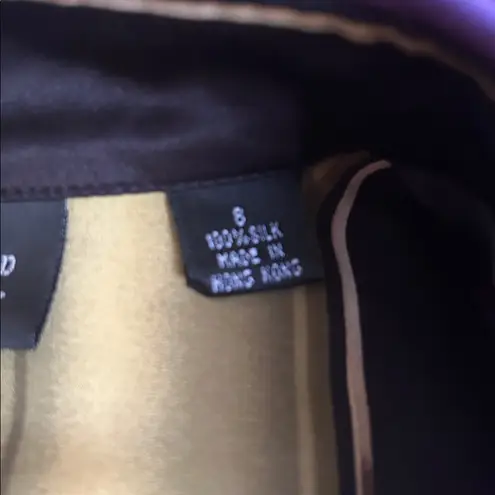 8
100% SILK
MADE IN
HONG KONG